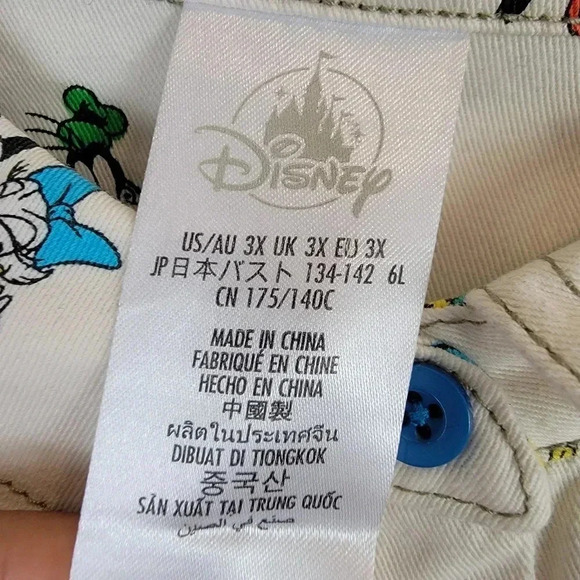 Disney
US/AU 3X UK 3X EU 3X
JP日本バスト 134-142 6L
CN 175/140C
MADE IN CHINA
FABRIQUÉ EN CHINE
HECHO EN CHINA
中國製
ผลิตในประเทศจีน
DIBUAT DI TIONGKOK
중국산
SẢN XUẤT TẠI TRUNG QUỐC
صنع في الصين